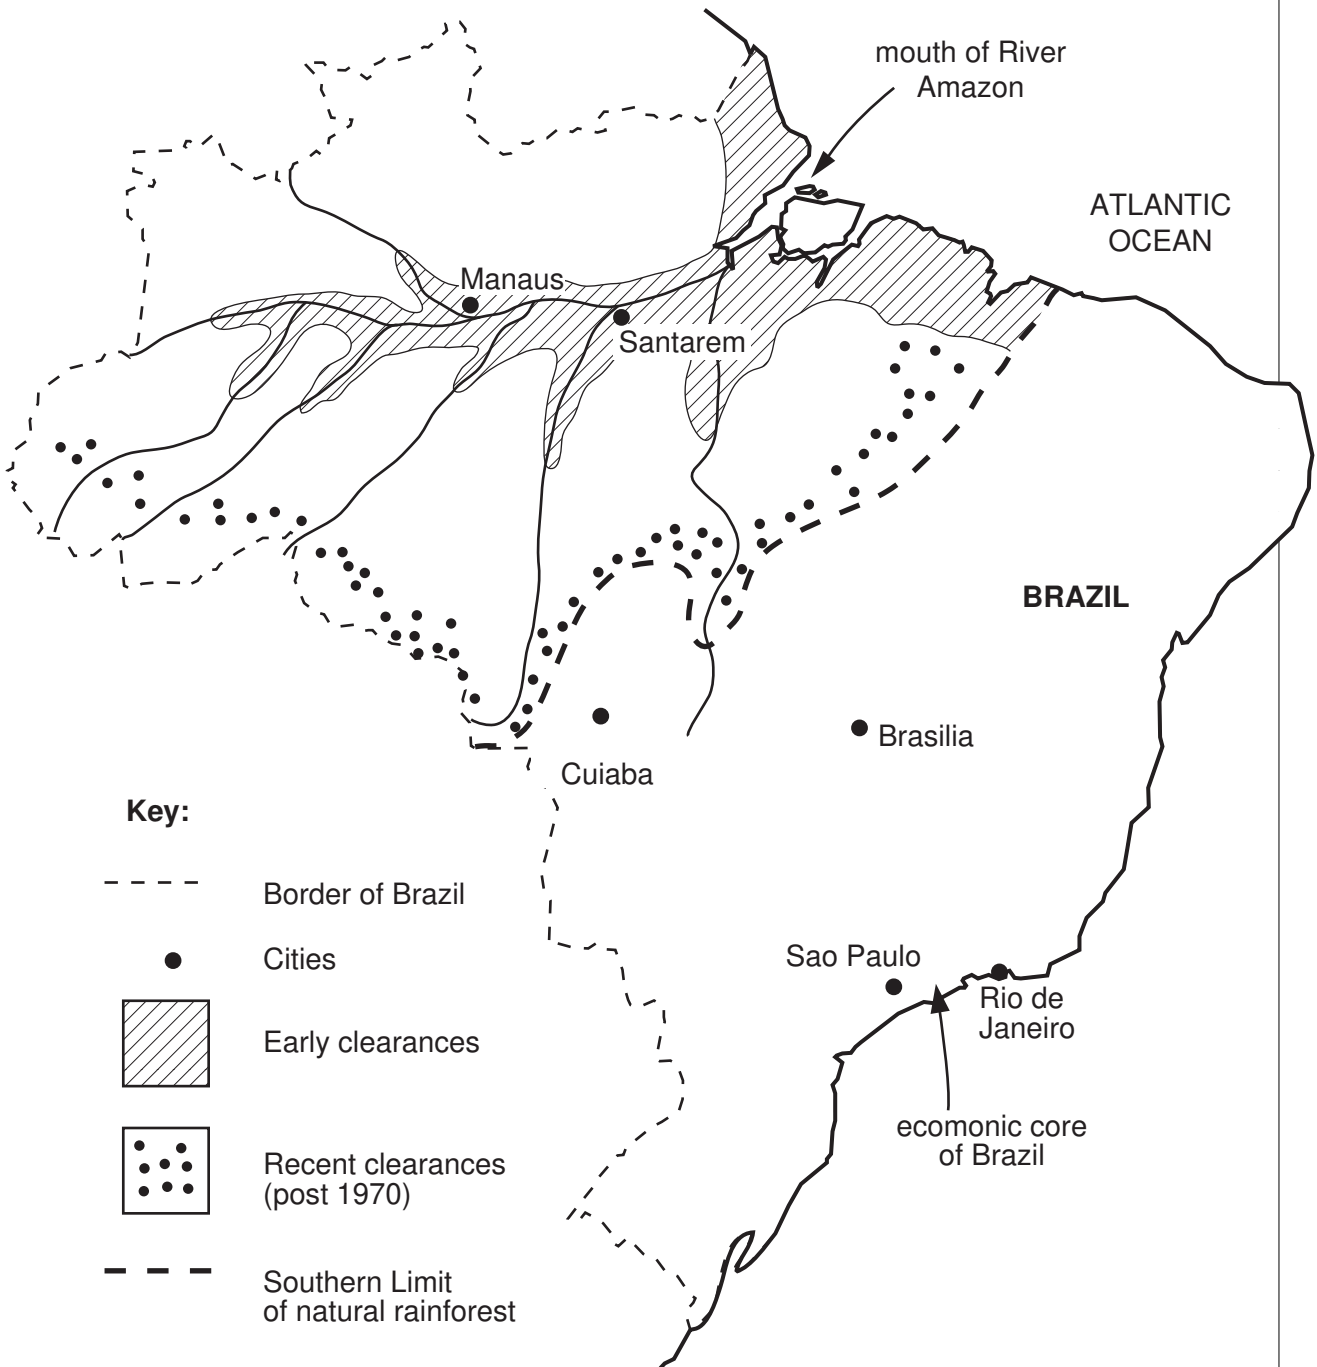 mouth of River
Amazon
ATLANTIC
OCEAN
Manaus
Santarem
BRAZIL
Brasilia
Cuiaba
Key:
Border of Brazil
Cities
Early clearances
Recent clearances
(post 1970)
Southern Limit
of natural rainforest
Sao Paulo
Rio de
Janeiro
ecomonic core
of Brazil